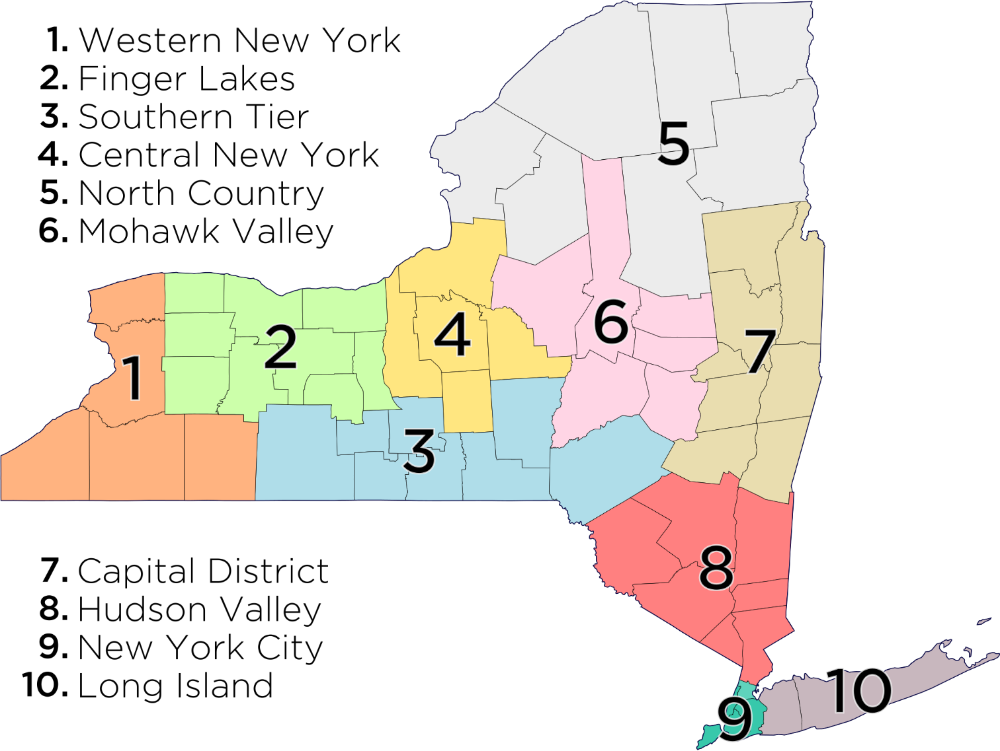 1. Western New York
2. Finger Lakes
3. Southern Tier
4. Central New York
5. North Country
6. Mohawk Valley
5
6
4
2
7
1
3
7. Capital District
8. Hudson Valley
9. New York City
10. Long Island
8
10
9